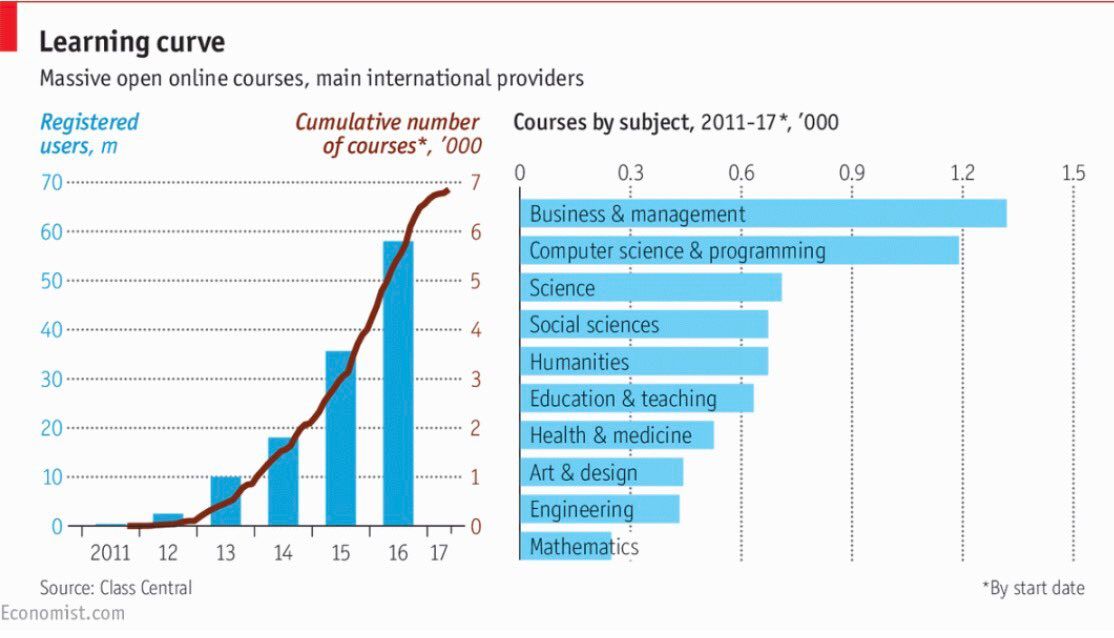 Learning curve
Massive open online courses, main international providers
Registered
users, m
Cumulative number
of courses*, ’000
70
60
50
40
30
20
10
0
7
6
5
4
3
2
1
0
2011 12 13 14 15 16 17
Courses by subject, 2011-17*, ’000
0 0.3 0.6 0.9 1.2 1.5
Business & management
Computer science & programming
Science
Social sciences
Humanities
Education & teaching
Health & medicine
Art & design
Engineering
Mathematics
Source: Class Central
*By start date
Economist.com